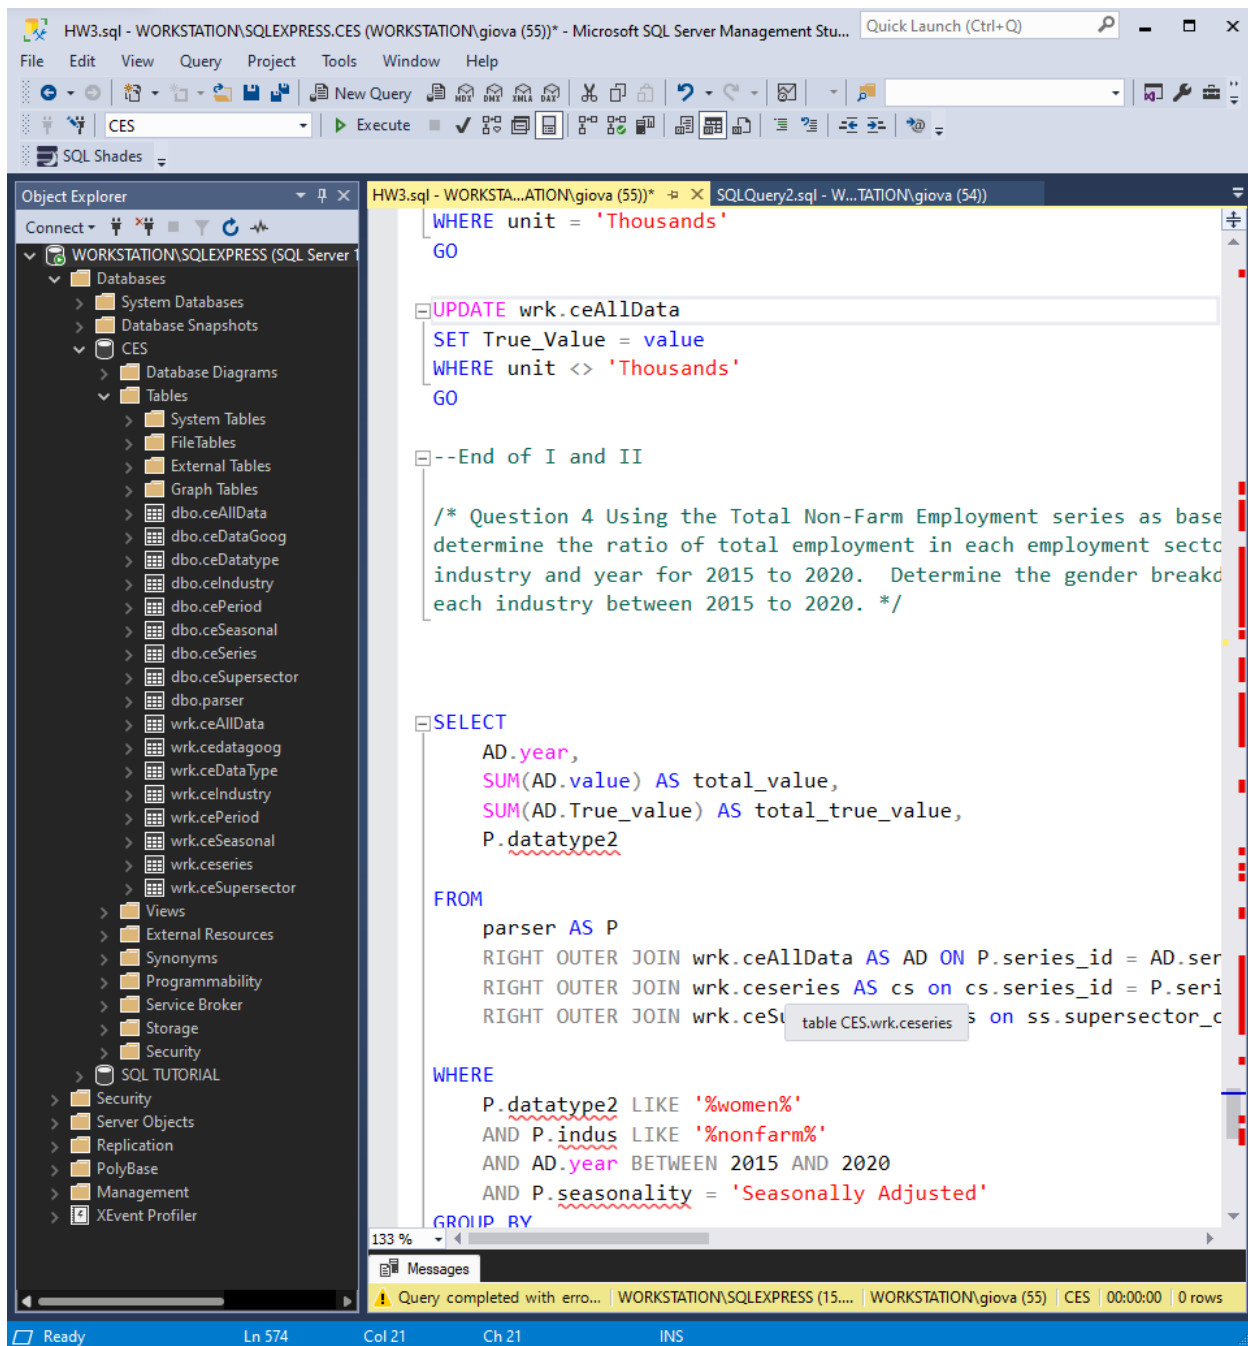 HW3.sql - WORKSTATION\SQLEXPRESS.CES (WORKSTATION\giova (55))* - Microsoft SQL Server Management Stu...
Quick Launch (Ctrl+Q)
File Edit View Query Project Tools Window Help
New Query MDX DMX XMLA DAX
CES Execute
SQL Shades
Object Explorer
Connect
WORKSTATION\SQLEXPRESS (SQL Server 1
Databases
System Databases
Database Snapshots
CES
Database Diagrams
Tables
System Tables
FileTables
External Tables
Graph Tables
dbo.ceAllData
dbo.ceDataGoog
dbo.ceDatatype
dbo.ceIndustry
dbo.cePeriod
dbo.ceSeasonal
dbo.ceSeries
dbo.ceSupersector
dbo.parser
wrk.ceAllData
wrk.cedatagoog
wrk.ceDataType
wrk.ceIndustry
wrk.cePeriod
wrk.ceSeasonal
wrk.ceseries
wrk.ceSupersector
Views
External Resources
Synonyms
Programmability
Service Broker
Storage
Security
SQL TUTORIAL
Security
Server Objects
Replication
PolyBase
Management
XEvent Profiler
HW3.sql - WORKSTA...ATION\giova (55))* SQLQuery2.sql - W...TATION\giova (54))
WHERE unit = 'Thousands'
GO
UPDATE wrk.ceAllData
SET True_Value = value
WHERE unit <> 'Thousands'
GO
--End of I and II
/* Question 4 Using the Total Non-Farm Employment series as base
determine the ratio of total employment in each employment secto
industry and year for 2015 to 2020.  Determine the gender breakd
each industry between 2015 to 2020. */
SELECT
AD.year,
SUM(AD.value) AS total_value,
SUM(AD.True_value) AS total_true_value,
P.datatype2
FROM
parser AS P
RIGHT OUTER JOIN wrk.ceAllData AS AD ON P.series_id = AD.ser
RIGHT OUTER JOIN wrk.ceseries AS cs on cs.series_id = P.seri
RIGHT OUTER JOIN wrk.ceSu s on ss.supersector_c
table CES.wrk.ceseries
WHERE
P.datatype2 LIKE '%women%'
AND P.indus LIKE '%nonfarm%'
AND AD.year BETWEEN 2015 AND 2020
AND P.seasonality = 'Seasonally Adjusted'
GROUP BY
133 %
Messages
Query completed with erro... WORKSTATION\SQLEXPRESS (15.... WORKSTATION\giova (55) CES 00:00:00 0 rows
Ready Ln 574 Col 21 Ch 21 INS